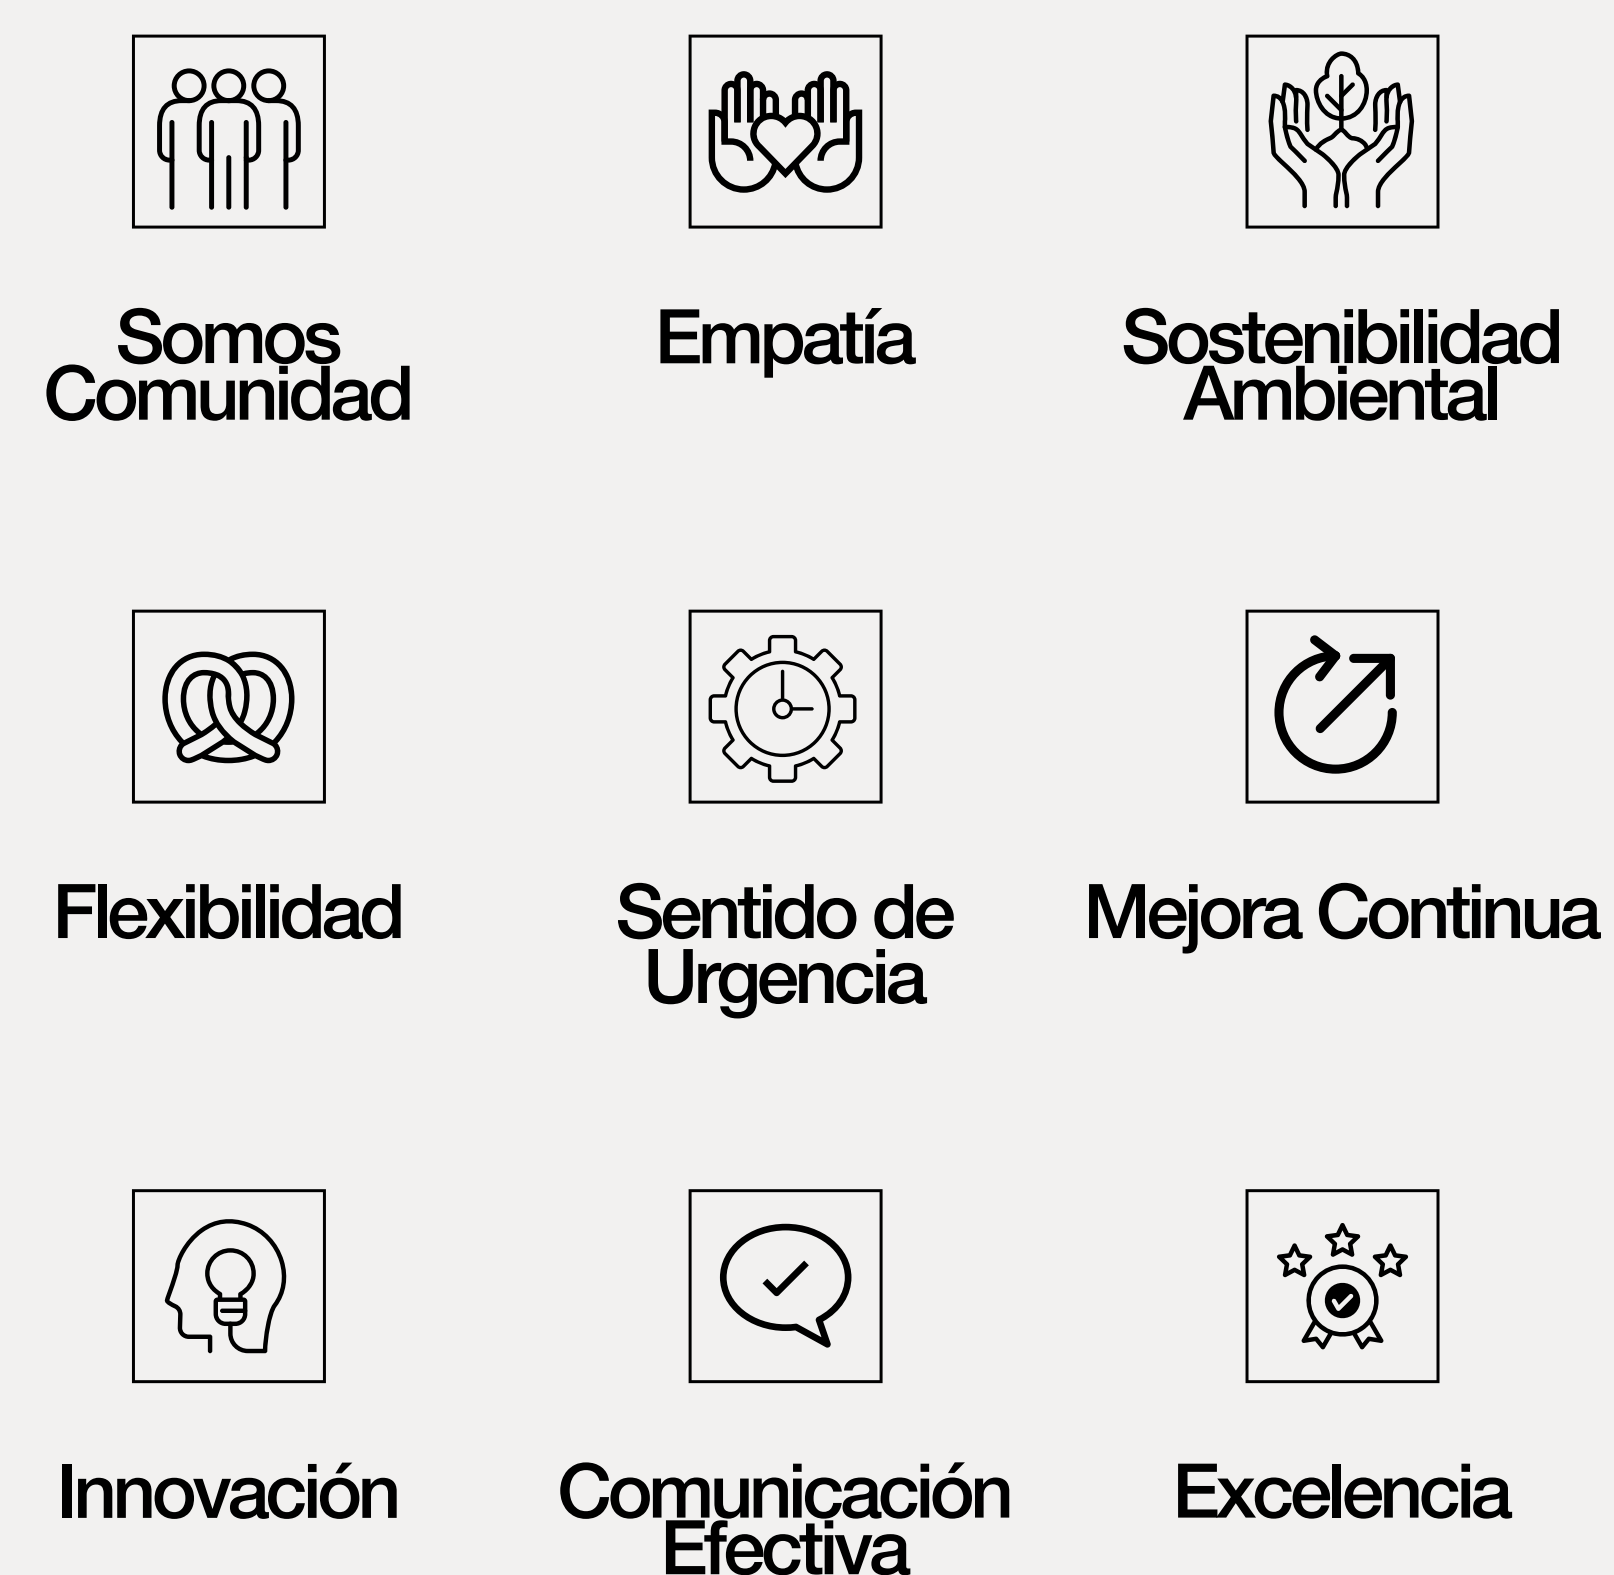 Somos
Comunidad
Empatía
Sostenibilidad
Ambiental
Flexibilidad
Sentido de
Urgencia
Mejora Continua
Innovación
Comunicación
Efectiva
Excelencia